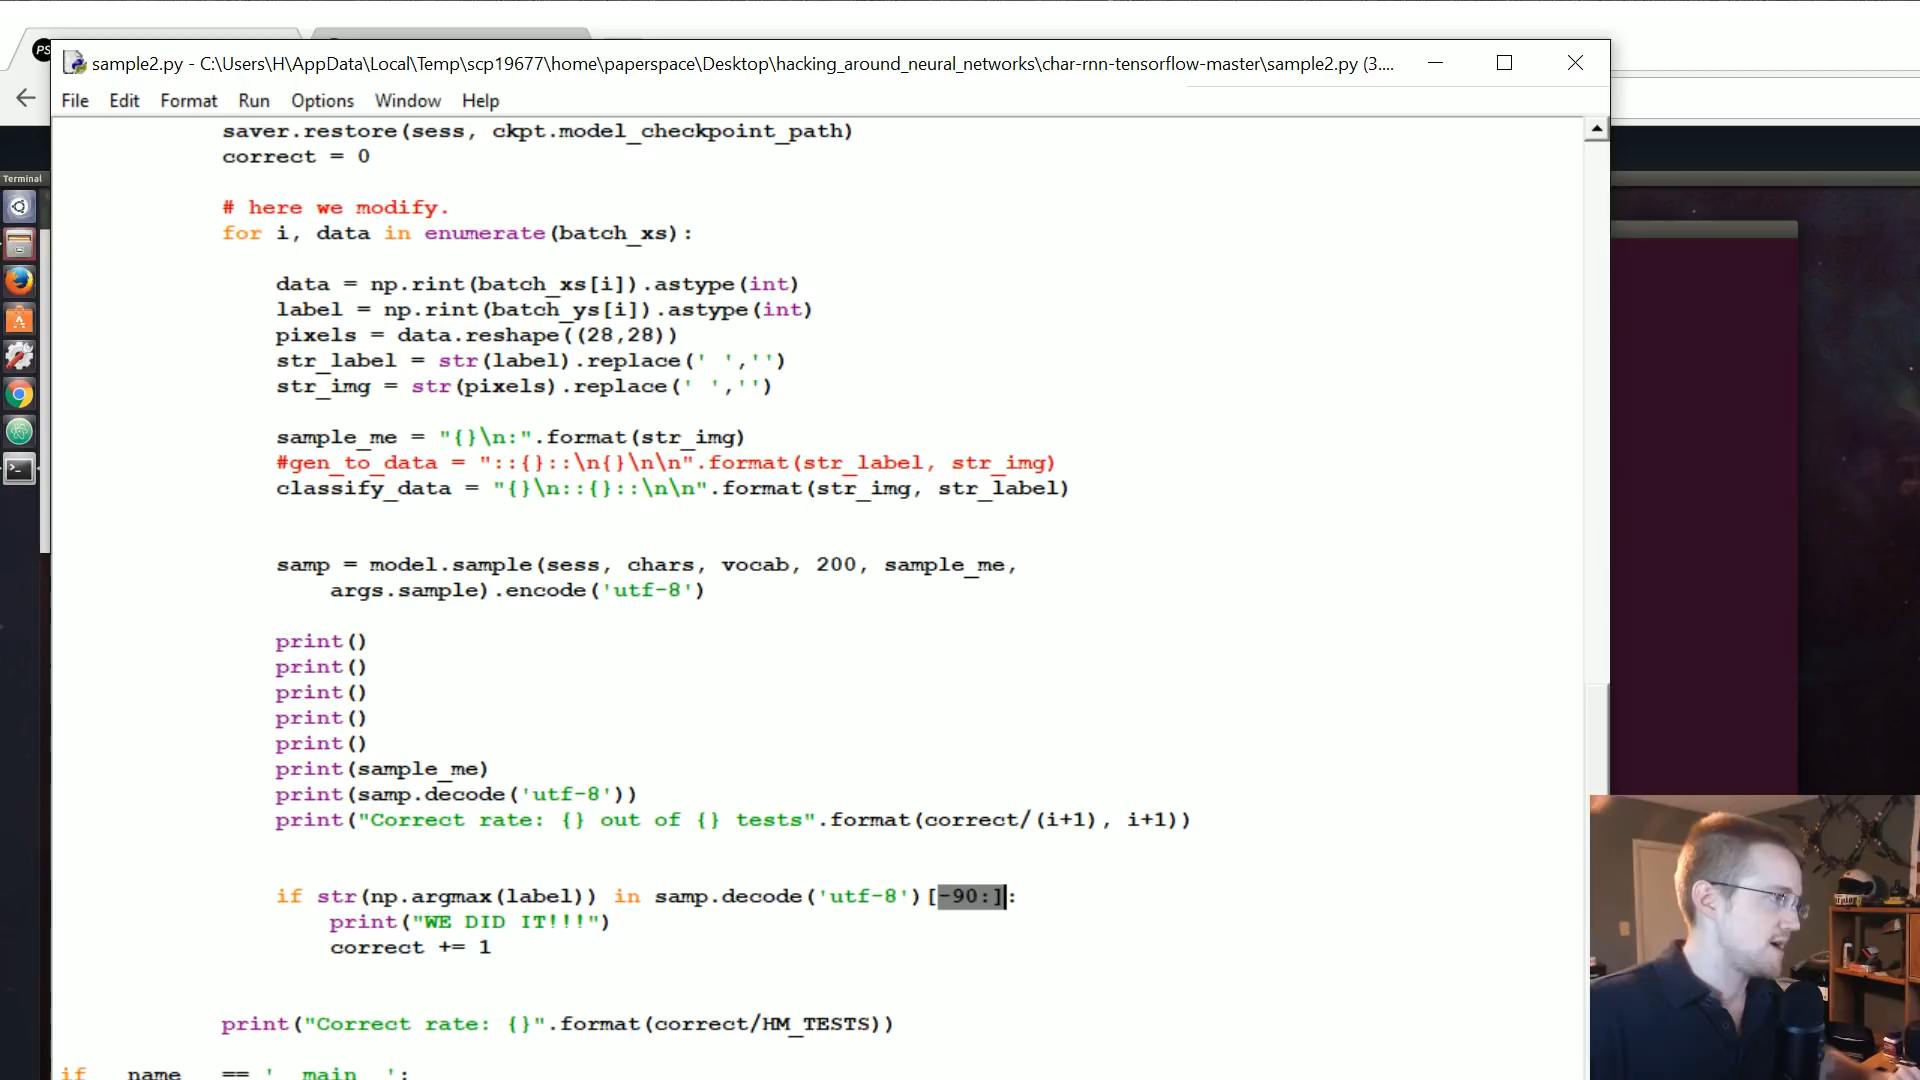 PS
sample2.py - C:\Users\H\AppData\Local\Temp\scp19677\home\paperspace\Desktop\hacking_around_neural_networks\char-rnn-tensorflow-master\sample2.py (3....
File Edit Format Run Options Window Help
Terminal
saver.restore(sess, ckpt.model_checkpoint_path)
correct = 0
# here we modify.
for i, data in enumerate(batch_xs):
data = np.rint(batch_xs[i]).astype(int)
label = np.rint(batch_ys[i]).astype(int)
pixels = data.reshape((28,28))
str_label = str(label).replace(' ','')
str_img = str(pixels).replace(' ','')
sample_me = "{}\n:".format(str_img)
#gen_to_data = "::{}::\n{}\n\n".format(str_label, str_img)
classify_data = "{}\n::{}::\n\n".format(str_img, str_label)
samp = model.sample(sess, chars, vocab, 200, sample_me,
args.sample).encode('utf-8')
print()
print()
print()
print()
print()
print(sample_me)
print(samp.decode('utf-8'))
print("Correct rate: {} out of {} tests".format(correct/(i+1), i+1))
if str(np.argmax(label)) in samp.decode('utf-8')[-90:]:
print("WE DID IT!!!")
correct += 1
print("Correct rate: {}".format(correct/HM_TESTS))
if __name__ == '__main__':